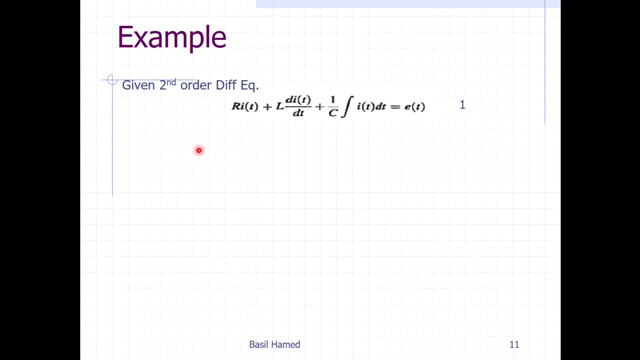 Example
Given 2nd order Diff Eq.
Ri(t) + L di(t)/dt + 1/C ∫ i(t)dt = e(t) 1
Basil Hamed 11